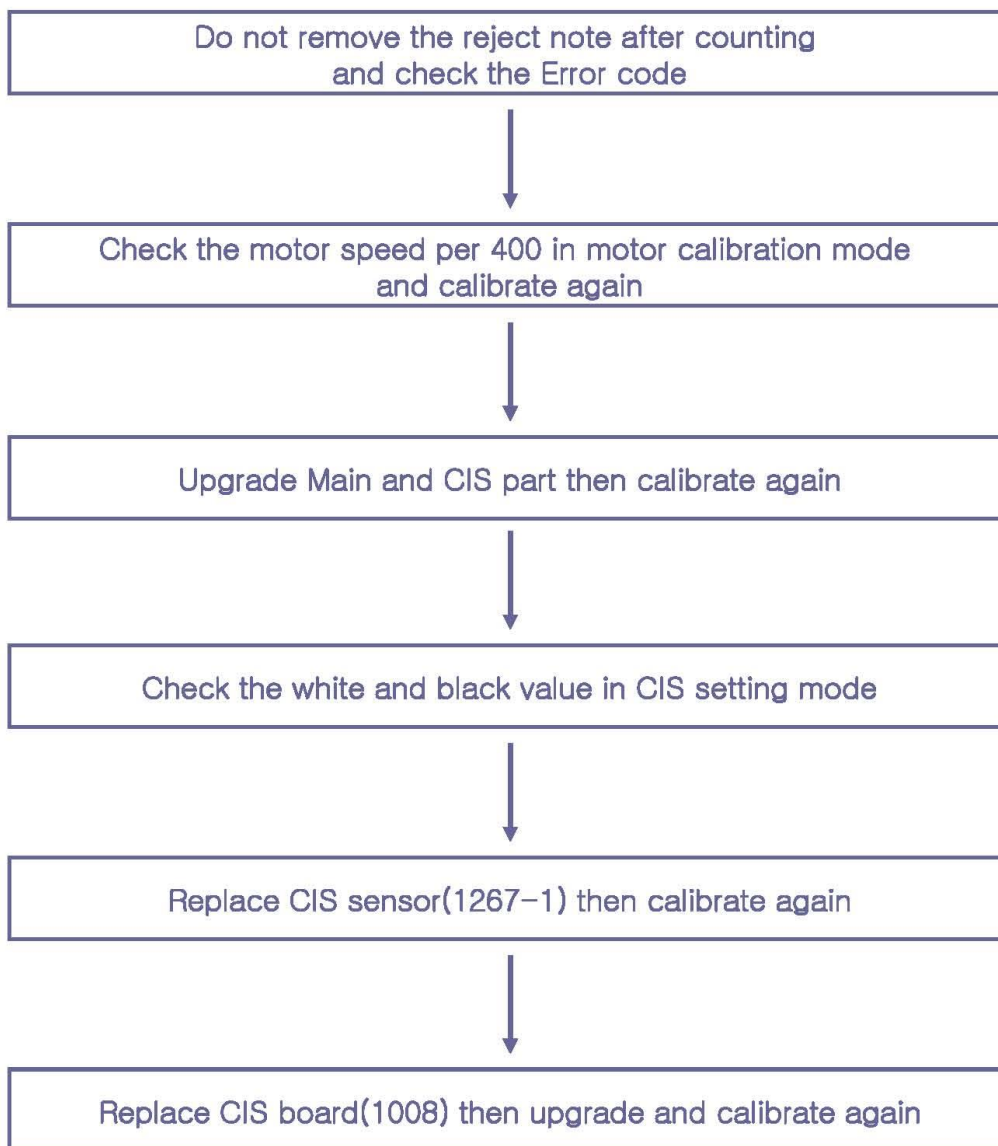 Do not remove the reject note after counting
and check the Error code
Check the motor speed per 400 in motor calibration mode
and calibrate again
Upgrade Main and CIS part then calibrate again
Check the white and black value in CIS setting mode
Replace CIS sensor(1267-1) then calibrate again
Replace CIS board(1008) then upgrade and calibrate again